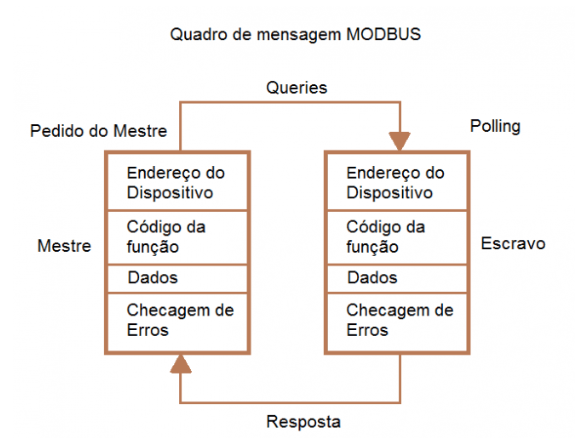 Quadro de mensagem MODBUS
Queries
Pedido do Mestre
Polling
Endereço do
Dispositivo
Código da
função
Dados
Checagem de
Erros
Mestre
Endereço do
Dispositivo
Código da
função
Dados
Checagem de
Erros
Escravo
Resposta